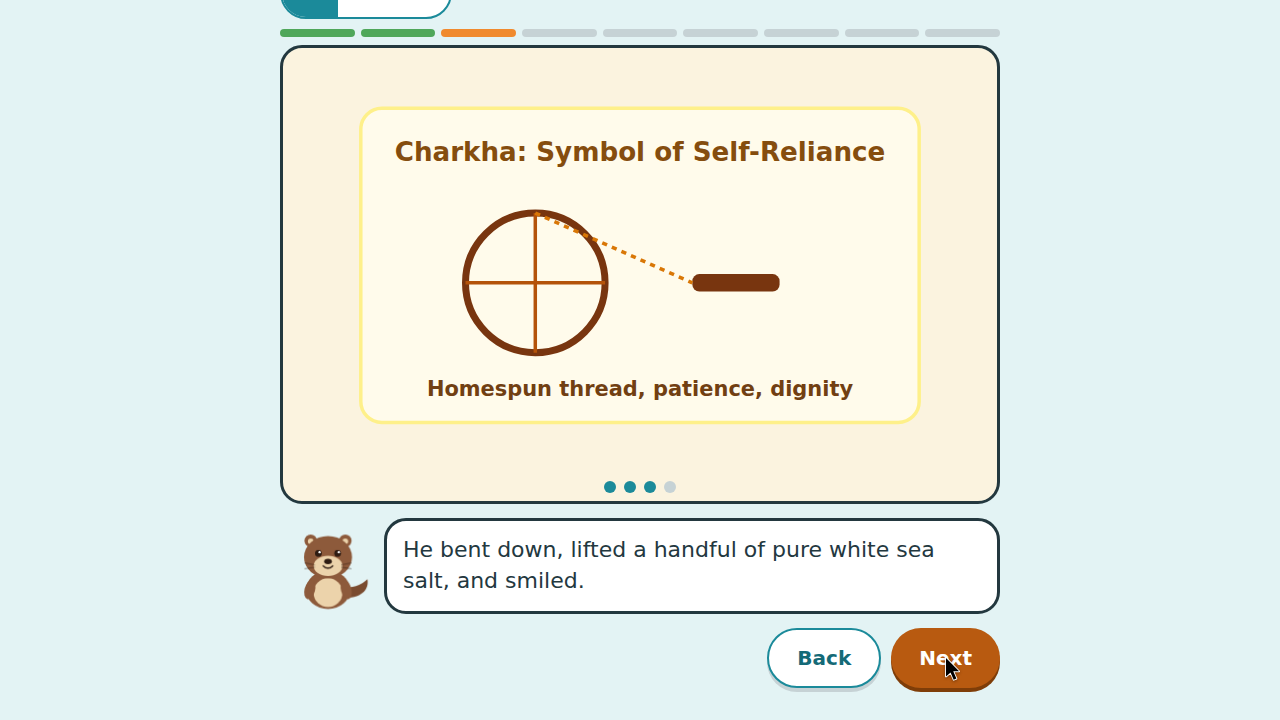 Charkha: Symbol of Self-Reliance
Homespun thread, patience, dignity
He bent down, lifted a handful of pure white sea
salt, and smiled.
Back
Next